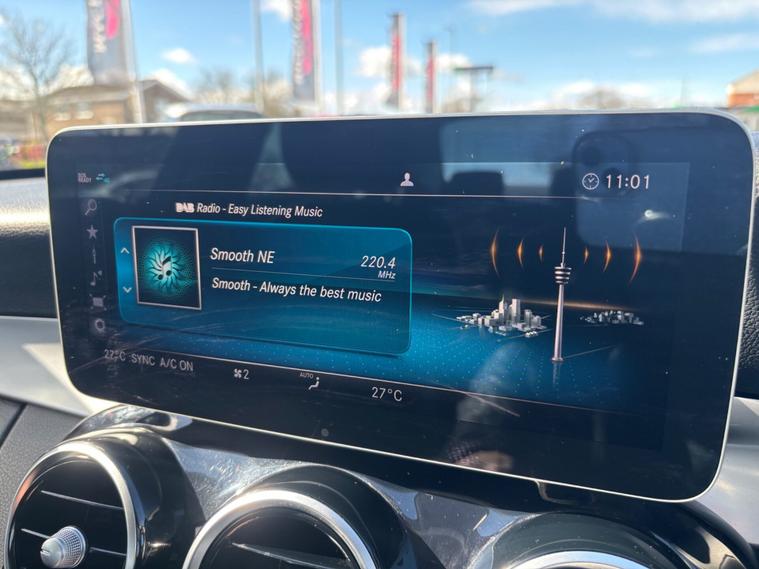 11:01
DAB Radio - Easy Listening Music
Smooth NE
220.4
MHz
Smooth - Always the best music
22°C SYNC A/C ON
2
AUTO
27°C